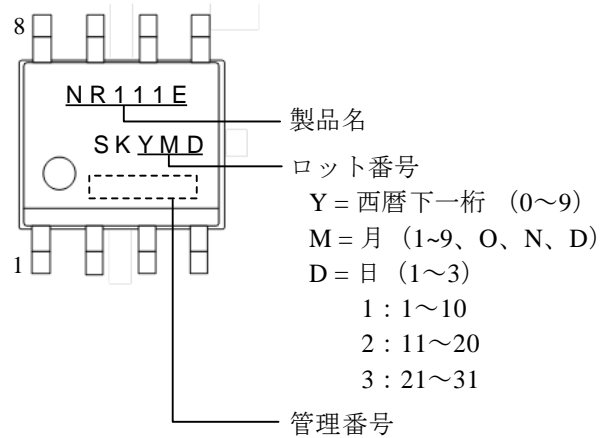 8
NR111E
SKYMD
1
製品名
ロット番号
Y = 西暦下一桁 （0～9）
M = 月（1~9、O、N、D）
D = 日（1～3）
1：1～10
2：11～20
3：21～31
管理番号